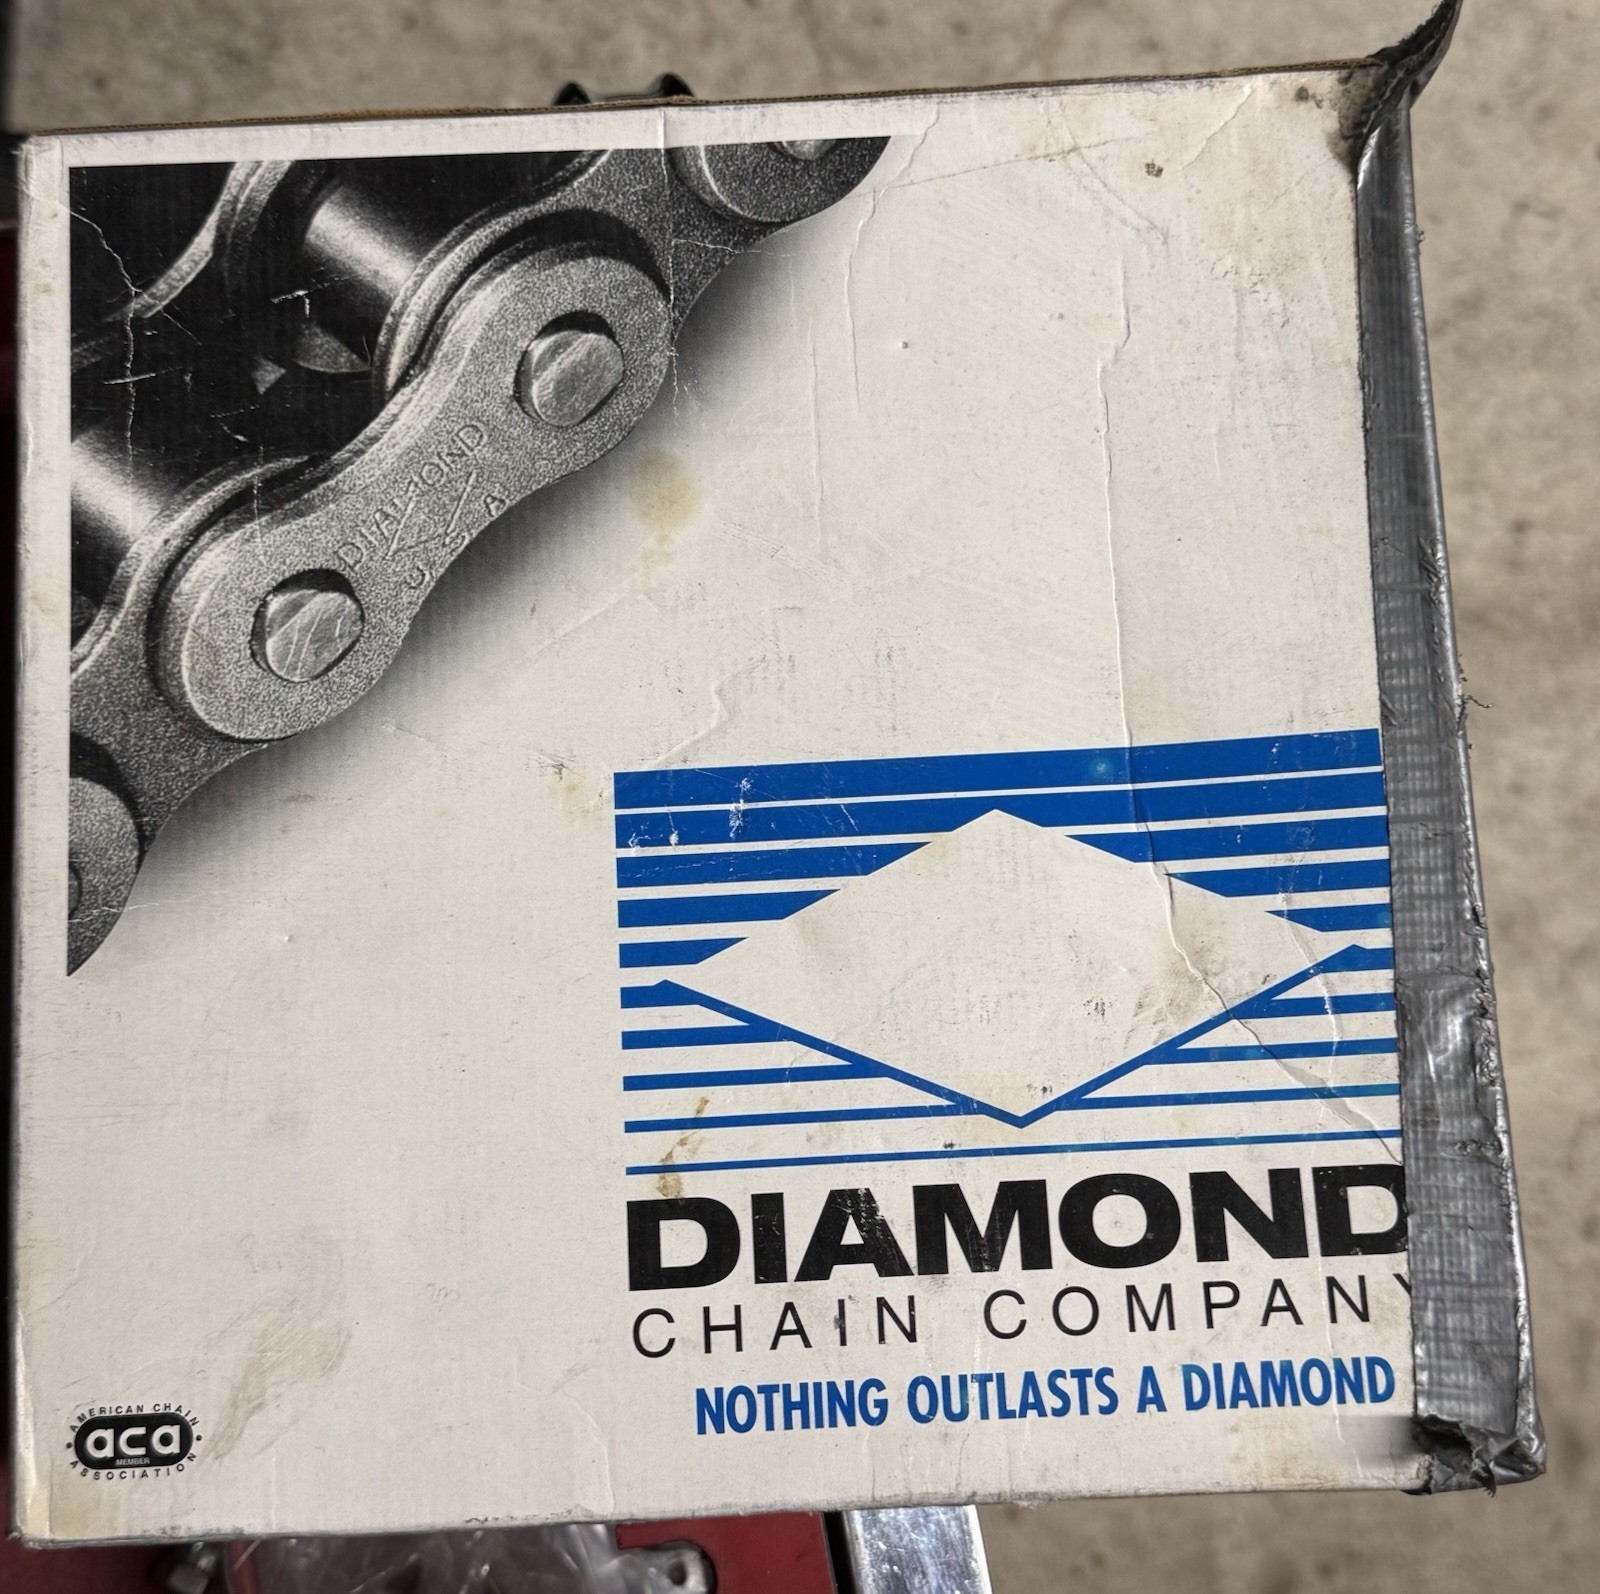 DIAMOND
U S A
DIAMOND
CHAIN COMPANY
NOTHING OUTLASTS A DIAMOND
AMERICAN CHAIN
aca
MEMBER
ASSOCIATION